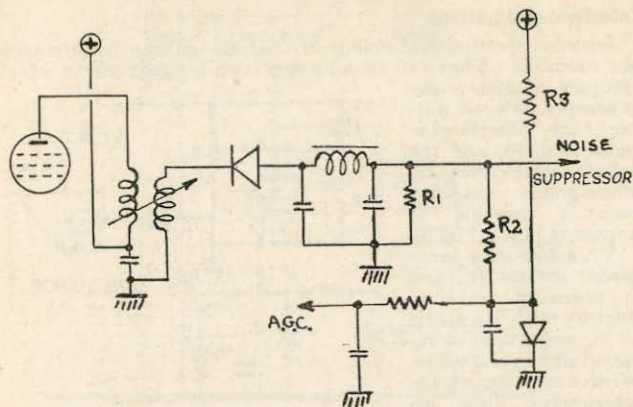 R3
NOISE
SUPPRESSOR
R1
R2
A.G.C.